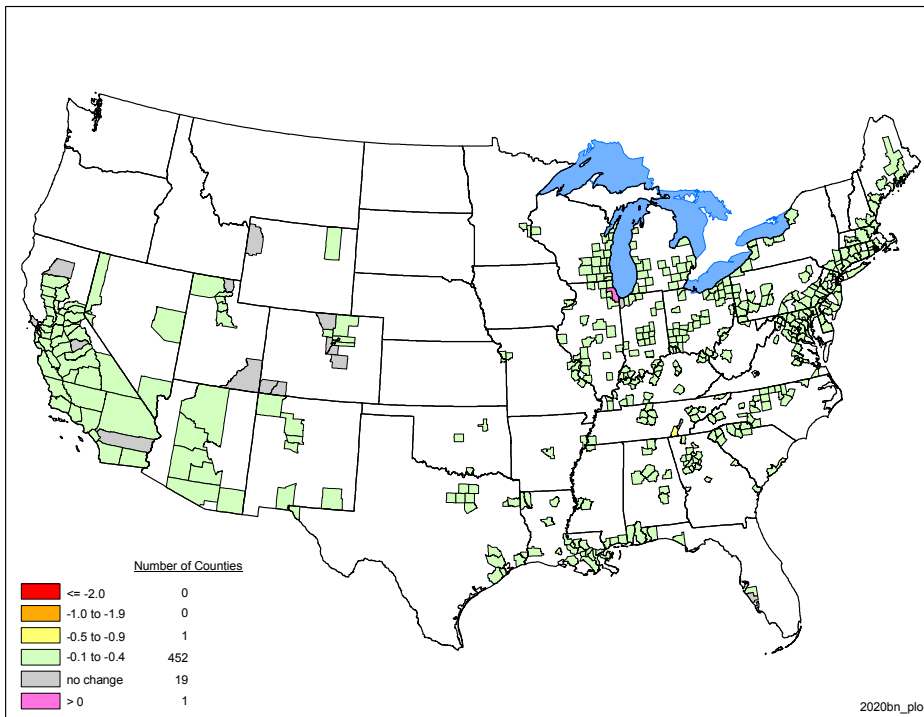 Number of Counties
<= -2.0 0
-1.0 to -1.9 0
-0.5 to -0.9 1
-0.1 to -0.4 452
no change 19
> 0 1
2020bn_plo